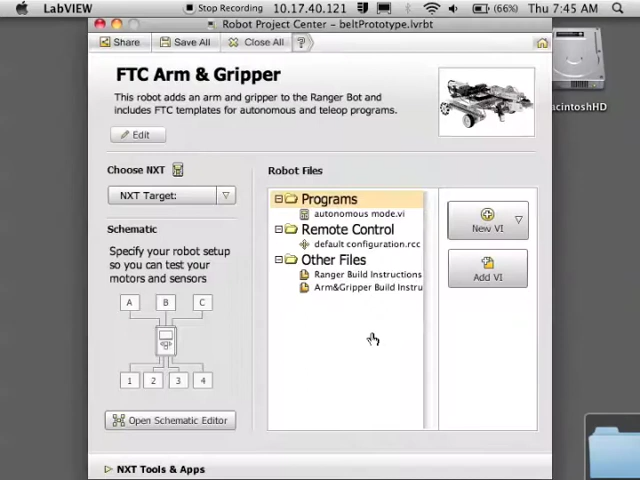 LabVIEW
Stop Recording
10.17.40.121
(66%)
Thu 7:45 AM
Robot Project Center - beltPrototype.lvrbt
Share
Save All
Close All
?
FTC Arm & Gripper
This robot adds an arm and gripper to the Ranger Bot and
includes FTC templates for autonomous and teleop programs.
Edit
acintoshHD
Choose NXT
NXT Target:
Schematic
Specify your robot setup
so you can test your
motors and sensors
A B C
1 2 3 4
Open Schematic Editor
Robot Files
Programs
autonomous mode.vi
Remote Control
default configuration.rcc
Other Files
Ranger Build Instructions
Arm&Gripper Build Instru
New VI
Add VI
NXT Tools & Apps